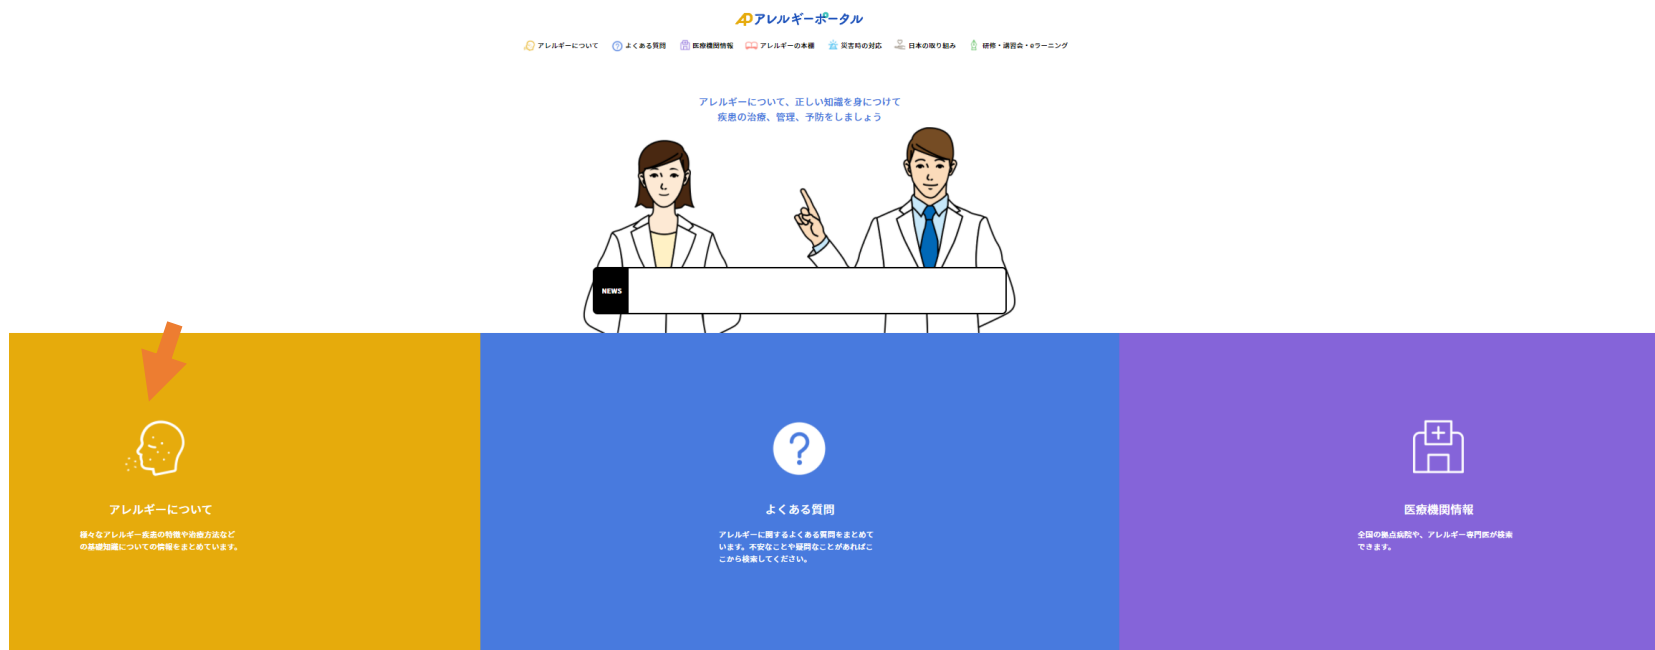 アレルギーポータル
アレルギーについて
よくある質問
医療機関情報
アレルギーの本棚
災害時の対応
日本の取り組み
研修・講習会・eラーニング
アレルギーについて、正しい知識を身につけて
疾患の治療、管理、予防をしましょう
NEWS
アレルギーについて
様々なアレルギー疾患の特徴や治療方法など
の基礎知識についての情報をまとめています。
よくある質問
アレルギーに関するよくある質問をまとめて
います。不安なことや疑問なことがあればこ
こから検索してください。
医療機関情報
全国の拠点病院や、アレルギー専門医が検索
できます。